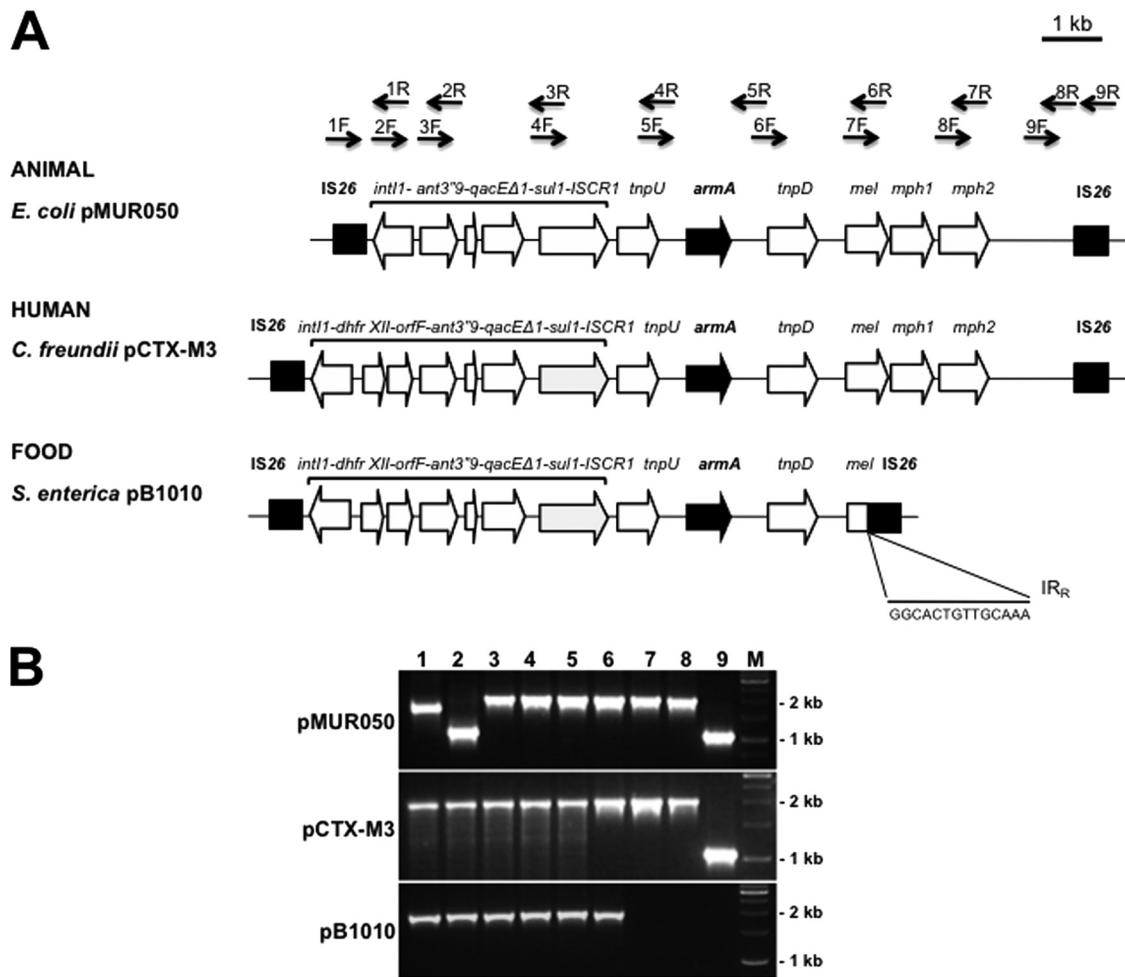 A
1 kb
1R 2R 3R 4R 5R 6R 7R 8R 9R
1F 2F 3F 4F 5F 6F 7F 8F 9F
ANIMAL
IS26 intI1- ant3"9-qacEΔ1-sul1-ISCR1 tnpU armA tnpD mel mph1 mph2 IS26
E. coli pMUR050
HUMAN
IS26 intI1-dhfr XII-orfF-ant3"9-qacEΔ1-sul1-ISCR1 tnpU armA tnpD mel mph1 mph2 IS26
C. freundii pCTX-M3
FOOD
IS26 intI1-dhfr XII-orfF-ant3"9-qacEΔ1-sul1-ISCR1 tnpU armA tnpD mel IS26
S. enterica pB1010
IRR
GGCACTGTTGCAAA
B
1 2 3 4 5 6 7 8 9 M
- 2 kb
pMUR050
- 1 kb
- 2 kb
pCTX-M3
- 1 kb
- 2 kb
pB1010
- 1 kb